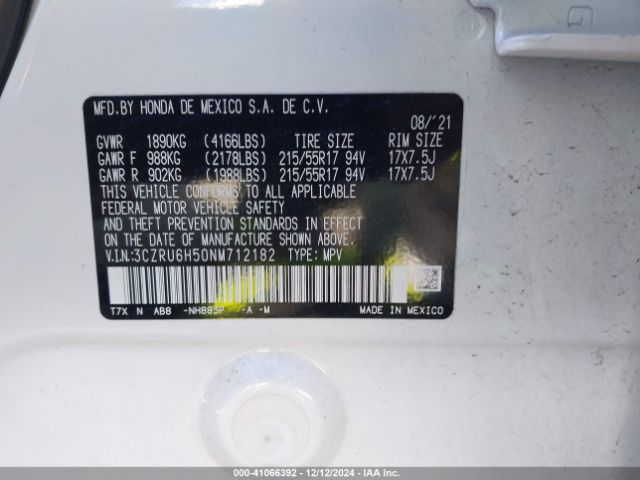 MFD.BY HONDA DE MEXICO S.A. DE C.V.
08/'21
GVWR 1890KG (4166LBS) TIRE SIZE RIM SIZE
GAWR F 988KG (2178LBS) 215/55R17 94V 17X7.5J
GAWR R 902KG (1988LBS) 215/55R17 94V 17X7.5J
THIS VEHICLE CONFORMS TO ALL APPLICABLE
FEDERAL MOTOR VEHICLE SAFETY
AND THEFT PREVENTION STANDARDS IN EFFECT
ON THE DATE OF MANUFACTURE SHOWN ABOVE.
V.I.N:3CZRU6H50NM712182 TYPE: MPV
T7X N AB8 -NH883P -A -M MADE IN MEXICO
000-41066392 - 12/12/2024 - IAA Inc.